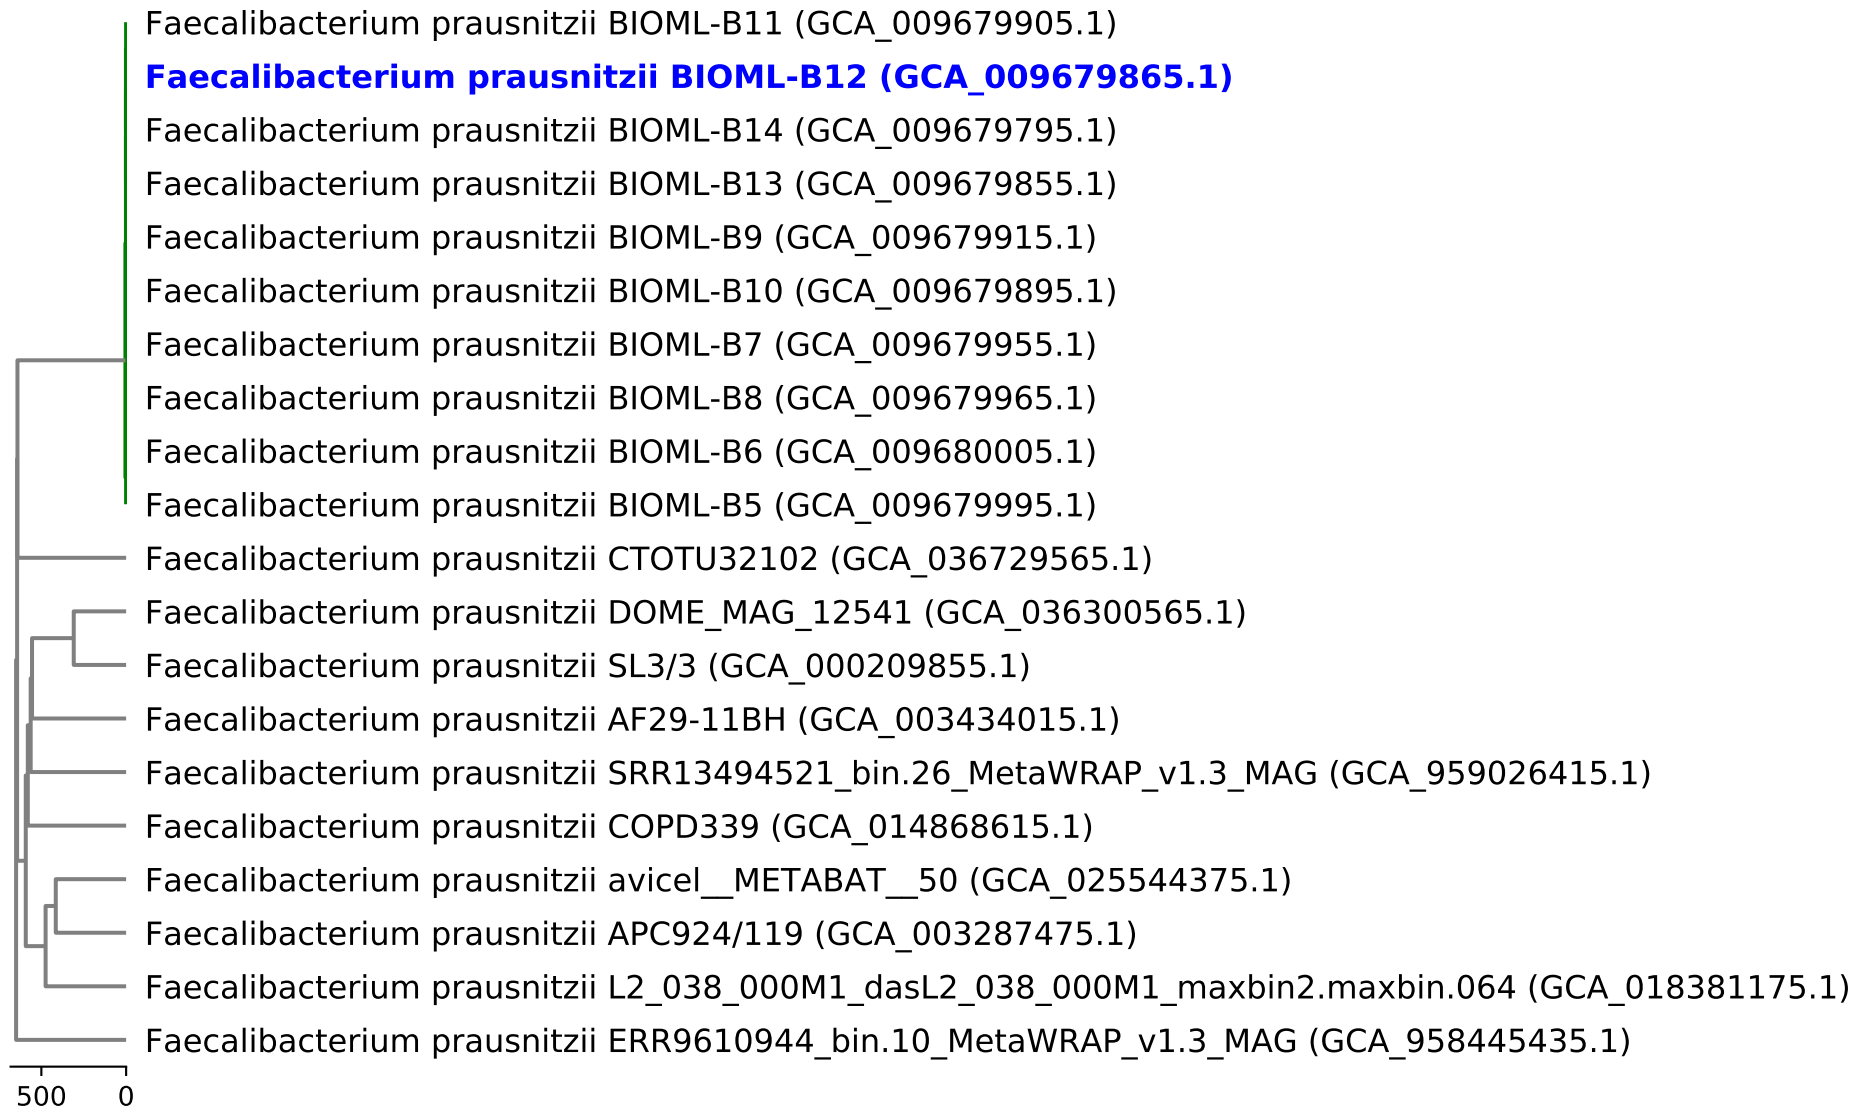 Faecalibacterium prausnitzii BIOML-B11 (GCA_009679905.1)
Faecalibacterium prausnitzii BIOML-B12 (GCA_009679865.1)
Faecalibacterium prausnitzii BIOML-B14 (GCA_009679795.1)
Faecalibacterium prausnitzii BIOML-B13 (GCA_009679855.1)
Faecalibacterium prausnitzii BIOML-B9 (GCA_009679915.1)
Faecalibacterium prausnitzii BIOML-B10 (GCA_009679895.1)
Faecalibacterium prausnitzii BIOML-B7 (GCA_009679955.1)
Faecalibacterium prausnitzii BIOML-B8 (GCA_009679965.1)
Faecalibacterium prausnitzii BIOML-B6 (GCA_009680005.1)
Faecalibacterium prausnitzii BIOML-B5 (GCA_009679995.1)
Faecalibacterium prausnitzii CTOTU32102 (GCA_036729565.1)
Faecalibacterium prausnitzii DOME_MAG_12541 (GCA_036300565.1)
Faecalibacterium prausnitzii SL3/3 (GCA_000209855.1)
Faecalibacterium prausnitzii AF29-11BH (GCA_003434015.1)
Faecalibacterium prausnitzii SRR13494521_bin.26_MetaWRAP_v1.3_MAG (GCA_959026415.1)
Faecalibacterium prausnitzii COPD339 (GCA_014868615.1)
Faecalibacterium prausnitzii avicel__METABAT__50 (GCA_025544375.1)
Faecalibacterium prausnitzii APC924/119 (GCA_003287475.1)
Faecalibacterium prausnitzii L2_038_000M1_dasL2_038_000M1_maxbin2.maxbin.064 (GCA_018381175.1)
Faecalibacterium prausnitzii ERR9610944_bin.10_MetaWRAP_v1.3_MAG (GCA_958445435.1)
500 0